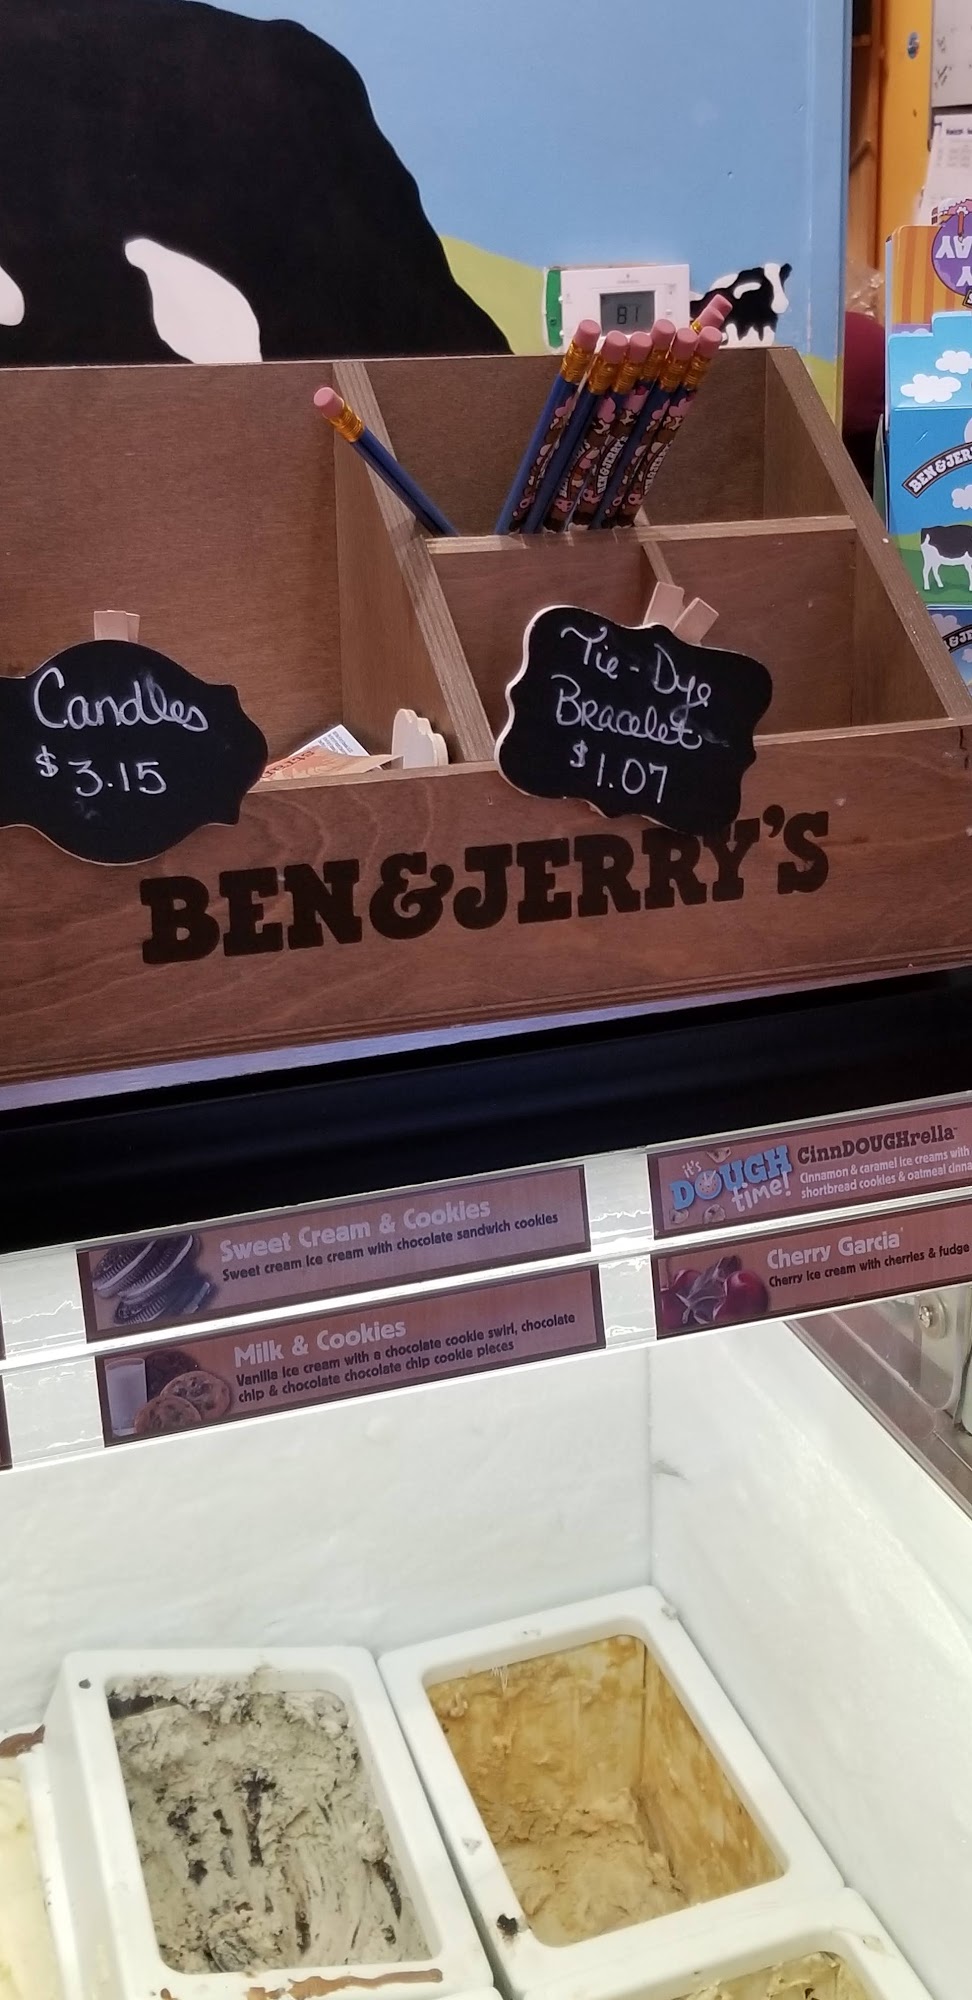 81
BEN & JERRY'S
Candles
$3.15
Tie-Dye
Bracelet
$1.07
BEN&JERRY'S
it's
DOUGH
time!
CinnDOUGHrella™
Cinnamon & caramel ice creams with
shortbread cookies & oatmeal cinna
Sweet Cream & Cookies
Sweet cream ice cream with chocolate sandwich cookies
Cherry Garcia
Cherry ice cream with cherries & fudge
Milk & Cookies
Vanilla ice cream with a chocolate cookie swirl, chocolate
chip & chocolate chocolate chip cookie pieces